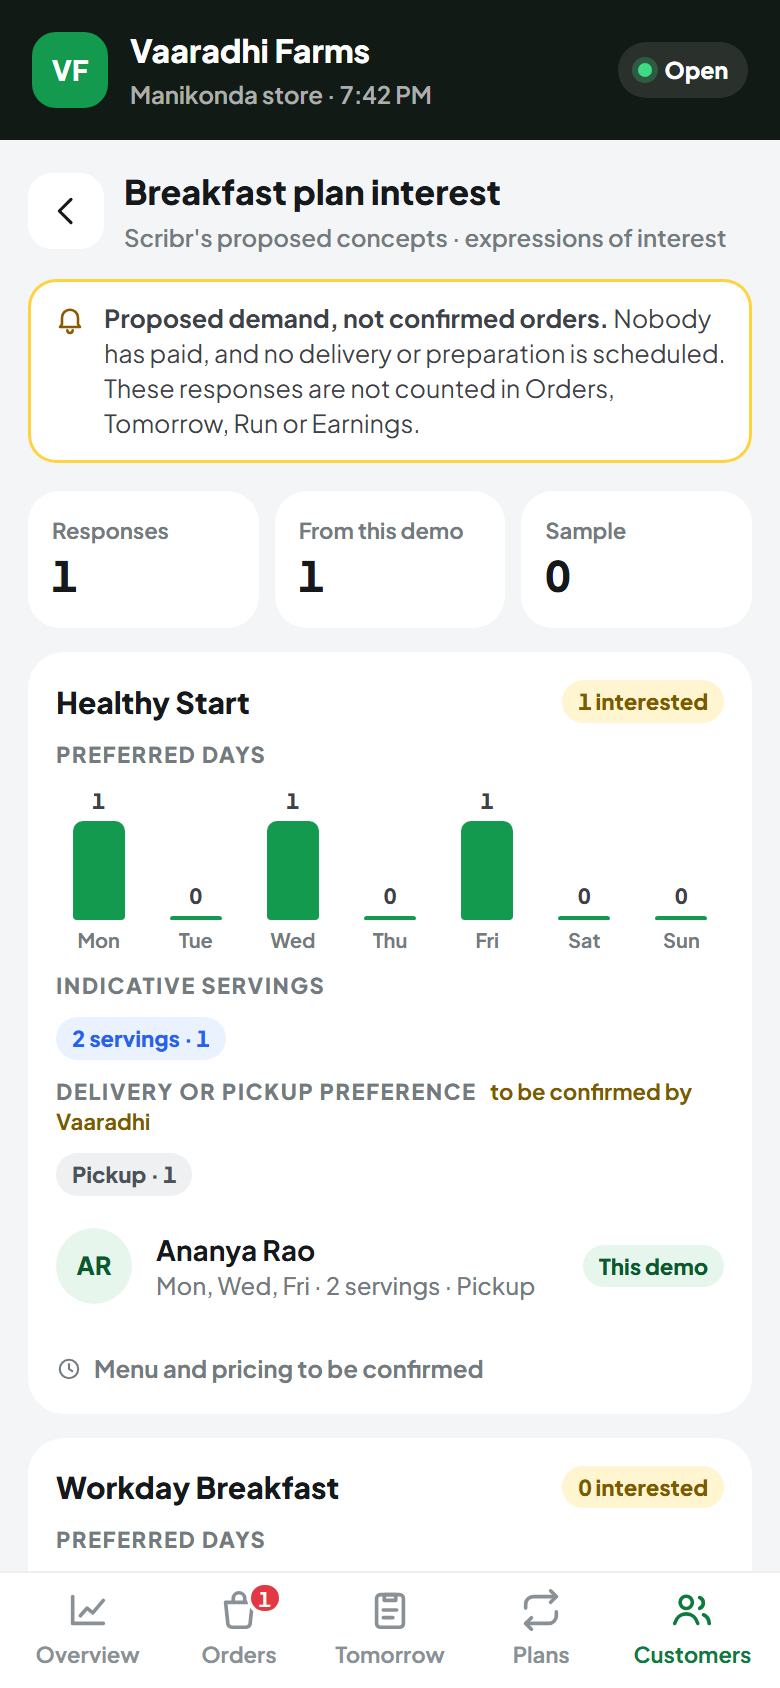 VF
Vaaradhi Farms
Manikonda store · 7:42 PM
Open
Breakfast plan interest
Scribr's proposed concepts · expressions of interest
Proposed demand, not confirmed orders. Nobody
has paid, and no delivery or preparation is scheduled.
These responses are not counted in Orders,
Tomorrow, Run or Earnings.
Responses
1
From this demo
1
Sample
0
Healthy Start
1 interested
PREFERRED DAYS
1 0 1 0 1 0 0
Mon Tue Wed Thu Fri Sat Sun
INDICATIVE SERVINGS
2 servings · 1
DELIVERY OR PICKUP PREFERENCE to be confirmed by
Vaaradhi
Pickup · 1
AR
Ananya Rao
Mon, Wed, Fri · 2 servings · Pickup
This demo
Menu and pricing to be confirmed
Workday Breakfast
0 interested
PREFERRED DAYS
1
Overview Orders Tomorrow Plans Customers